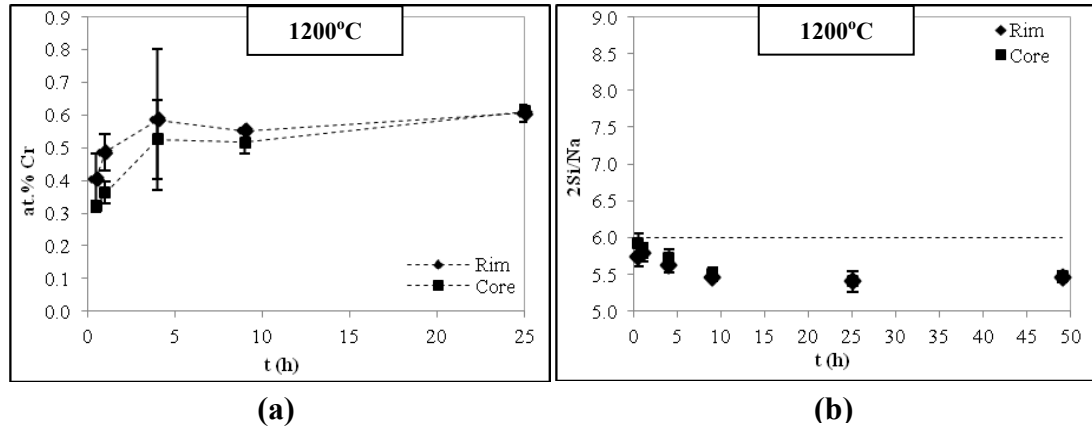 1200ºC
at.% Cr
0.9
0.8
0.7
0.6
0.5
0.4
0.3
0.2
0.1
0.0
Rim
Core
0 5 10 15 20 25
t (h)
(a)
1200ºC
2Si/Na
9.0
8.5
8.0
7.5
7.0
6.5
6.0
5.5
5.0
Rim
Core
0 5 10 15 20 25 30 35 40 45 50
t (h)
(b)